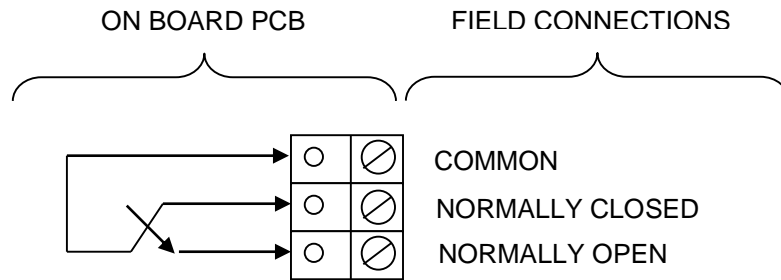 ON BOARD PCB FIELD CONNECTIONS
COMMON
NORMALLY CLOSED
NORMALLY OPEN